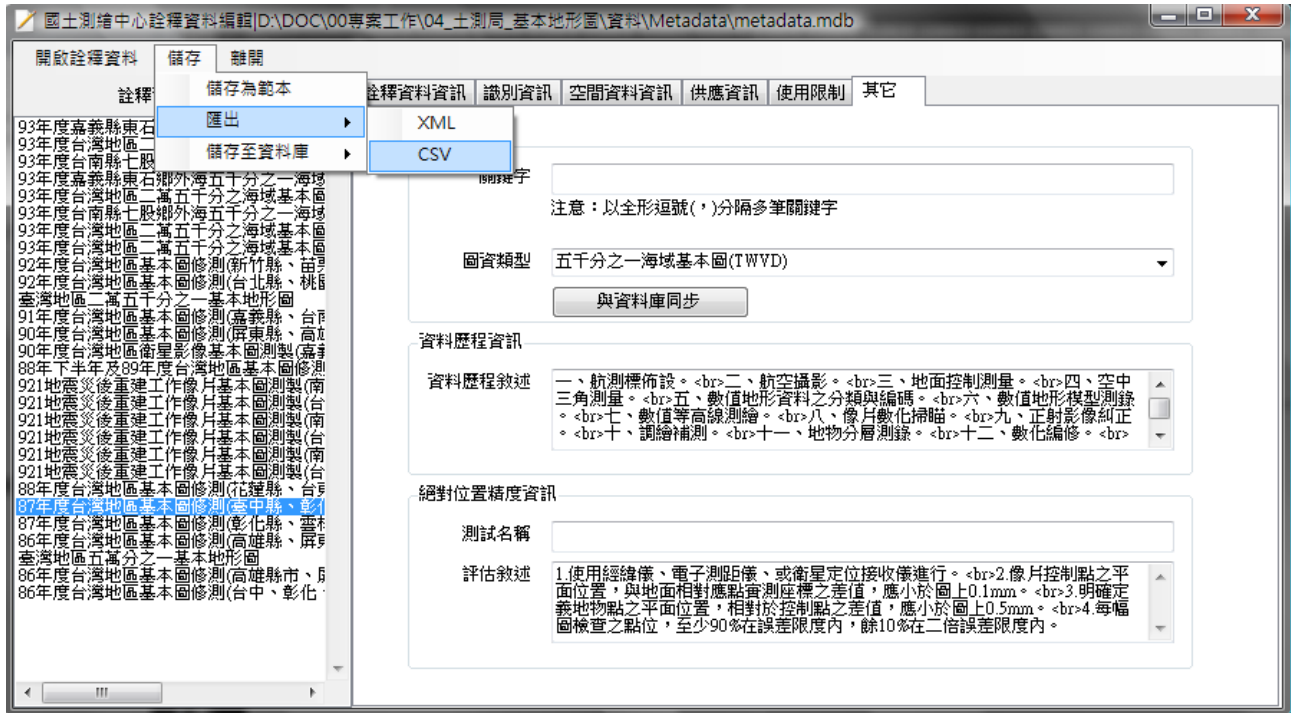 國土測繪中心詮釋資料編輯|D:\DOC\00專案工作\04_土測局_基本地形圖\資料\Metadata\metadata.mdb
開啟詮釋資料 儲存 離開
儲存為範本
匯出
儲存至資料庫
XML
CSV
詮釋
詮釋資料資訊 識別資訊 空間資料資訊 供應資訊 使用限制 其它
93年度嘉義縣東石
93年度台灣地區二
93年度台南縣七股
93年度嘉義縣東石鄉外海五千分之一海域
93年度台灣地區二萬五千分之海域基本圖
93年度台南縣七股鄉外海五千分之一海域
93年度台灣地區二萬五千分之海域基本圖
93年度台灣地區二萬五千分之海域基本圖
92年度台灣地區基本圖修測(新竹縣、苗栗
92年度台灣地區基本圖修測(台北縣、桃園
臺灣地區二萬五千分之一基本地形圖
91年度台灣地區基本圖修測(嘉義縣、台南
90年度台灣地區基本圖修測(屏東縣、高雄
90年度台灣地區衛星影像基本圖測製(嘉義
88年下半年及89年度台灣地區基本圖修測
921地震災後重建工作像片基本圖測製(南
921地震災後重建工作像片基本圖測製(台
921地震災後重建工作像片基本圖測製(南
921地震災後重建工作像片基本圖測製(台
921地震災後重建工作像片基本圖測製(南
921地震災後重建工作像片基本圖測製(台
88年度台灣地區基本圖修測(花蓮縣、台東
87年度台灣地區基本圖修測(臺中縣、彰化
87年度台灣地區基本圖修測(彰化縣、雲林
86年度台灣地區基本圖修測(高雄縣、屏東
臺灣地區五萬分之一基本地形圖
86年度台灣地區基本圖修測(高雄縣市、屏
86年度台灣地區基本圖修測(台中、彰化、
關鍵字
注意：以全形逗號(，)分隔多筆關鍵字
圖資類型 五千分之一海域基本圖(TWVD)
與資料庫同步
資料歷程資訊
資料歷程敘述 一、航測標佈設。<br>二、航空攝影。<br>三、地面控制測量。<br>四、空中
三角測量。<br>五、數值地形資料之分類與編碼。<br>六、數值地形模型測錄
。<br>七、數值等高線測繪。<br>八、像片數化掃瞄。<br>九、正射影像糾正
。<br>十、調繪補測。<br>十一、地物分層測錄。<br>十二、數化編修。<br>
絕對位置精度資訊
測試名稱
評估敘述 1.使用經緯儀、電子測距儀、或衛星定位接收儀進行。<br>2.像片控制點之平
面位置，與地面相對應點實測座標之差值，應小於圖上0.1mm。<br>3.明確定
義地物點之平面位置，相對於控制點之差值，應小於圖上0.5mm。<br>4.每幅
圖檢查之點位，至少90%在誤差限度內，餘10%在二倍誤差限度內。